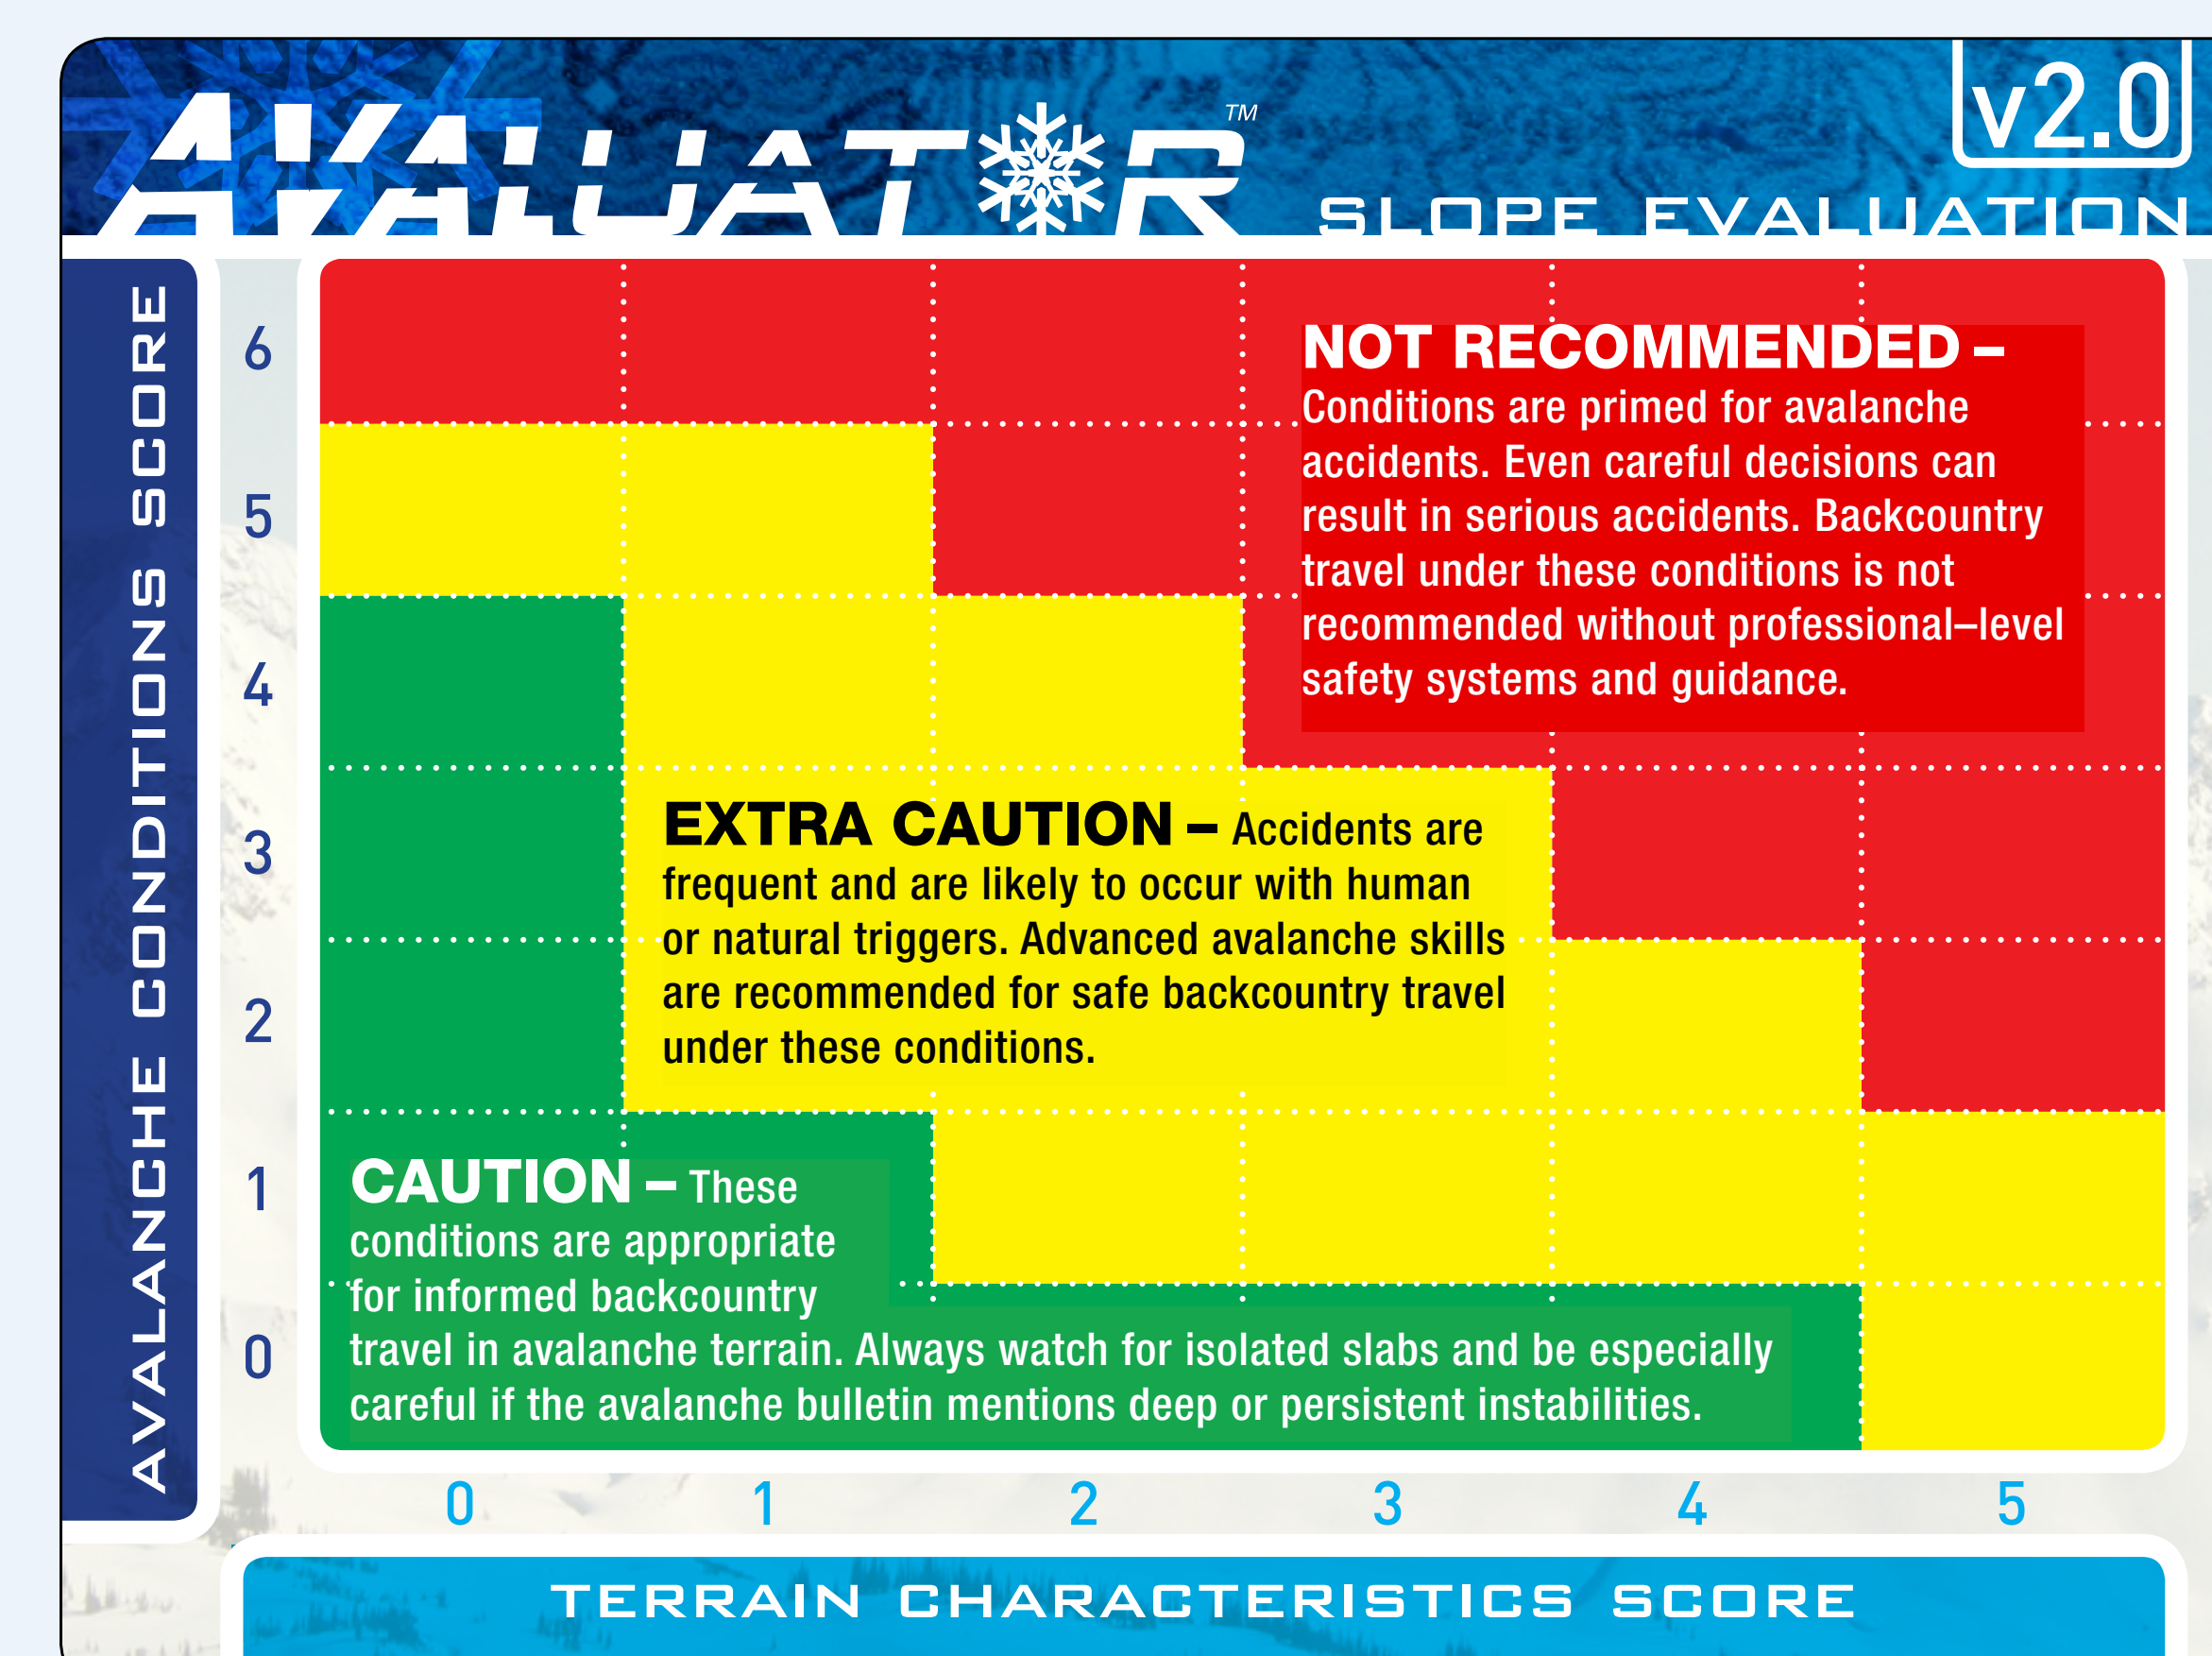 AVALUATOR™
v2.0
SLOPE EVALUATION
AVALANCHE CONDITIONS SCORE
6
5
4
3
2
1
0
NOT RECOMMENDED –
Conditions are primed for avalanche
accidents. Even careful decisions can
result in serious accidents. Backcountry
travel under these conditions is not
recommended without professional–level
safety systems and guidance.
EXTRA CAUTION – Accidents are
frequent and are likely to occur with human
or natural triggers. Advanced avalanche skills
are recommended for safe backcountry travel
under these conditions.
CAUTION – These
conditions are appropriate
for informed backcountry
travel in avalanche terrain. Always watch for isolated slabs and be especially
careful if the avalanche bulletin mentions deep or persistent instabilities.
0 1 2 3 4 5
TERRAIN CHARACTERISTICS SCORE